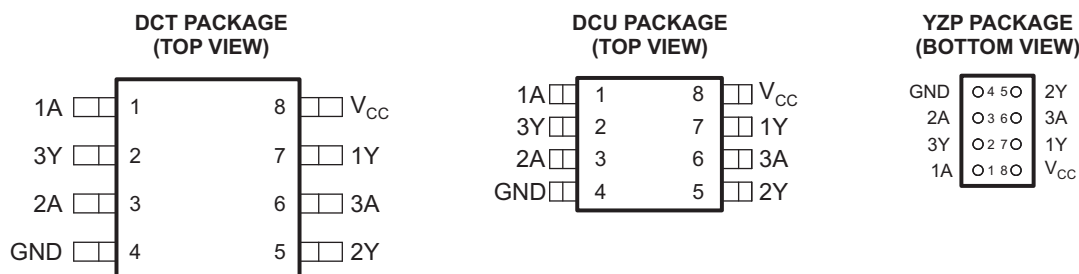 DCT PACKAGE
(TOP VIEW)
1A 1 8 VCC
3Y 2 7 1Y
2A 3 6 3A
GND 4 5 2Y
DCU PACKAGE
(TOP VIEW)
1A 1 8 VCC
3Y 2 7 1Y
2A 3 6 3A
GND 4 5 2Y
YZP PACKAGE
(BOTTOM VIEW)
GND 4 5 2Y
2A 3 6 3A
3Y 2 7 1Y
1A 1 8 VCC